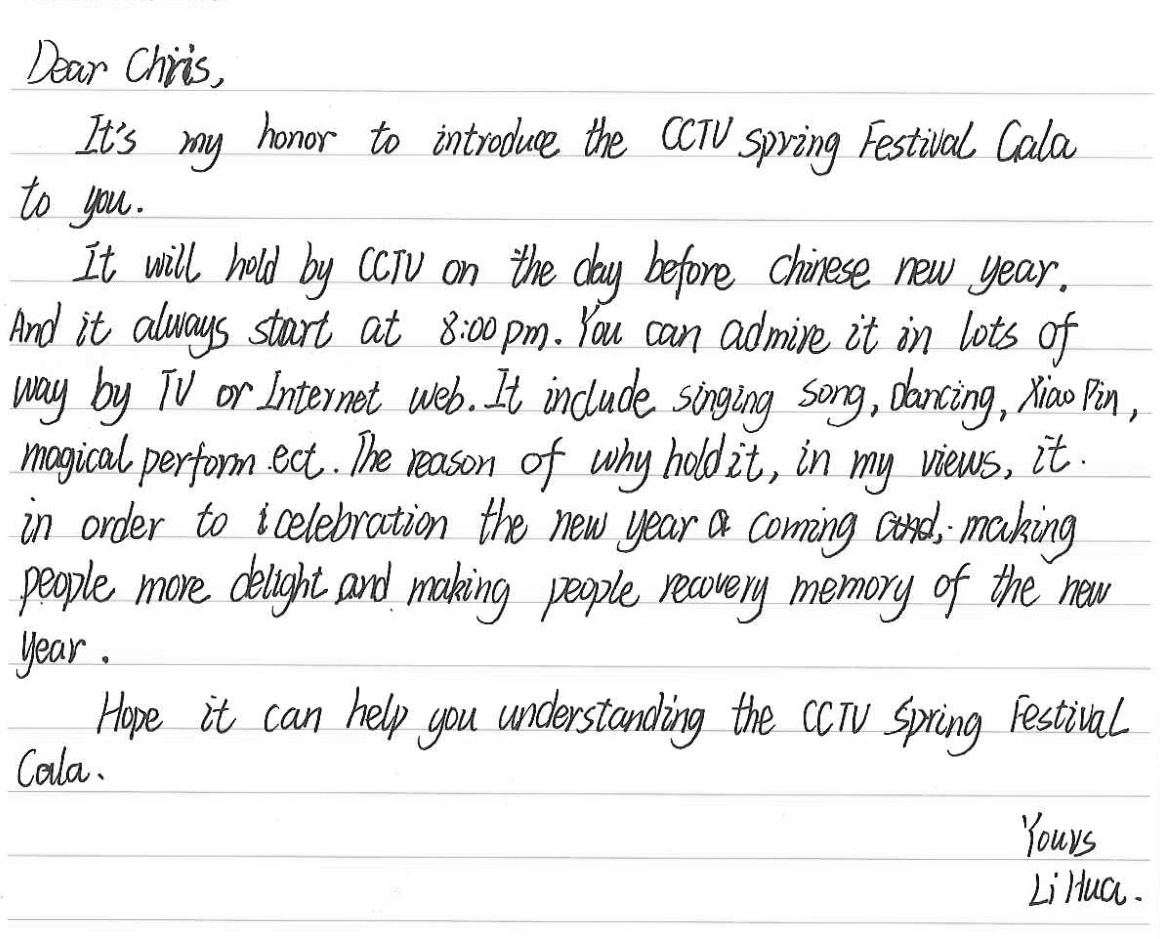 Dear Chris,
It's my honor to introduce the CCTV Spring Festival Gala
to you.
It will hold by CCTV on the day before Chinese new year.
And it always start at 8:00 pm. You can admire it in lots of
way by TV or Internet web. It include singing song, Dancing, Xiao Pin,
magical perform ect. The reason of why hold it, in my views, it.
in order to celebration the new year coming and, making
people more delight and making people recovery memory of the new
year.
Hope it can help you understanding the CCTV Spring Festival
Gala.
Yours
Li Hua.